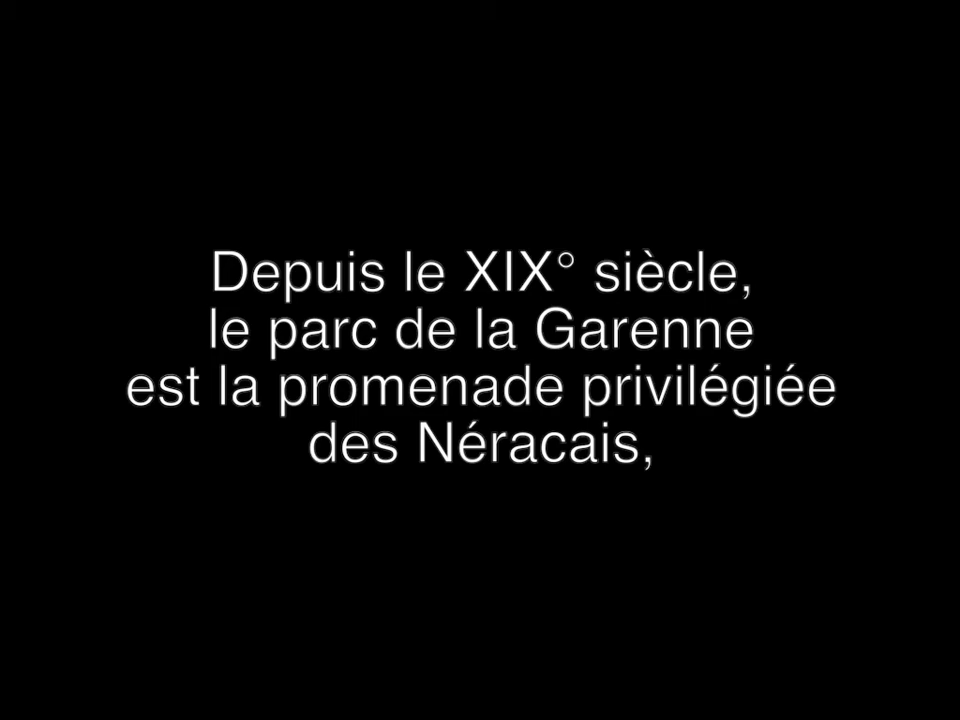 Depuis le XIX° siècle,
le parc de la Garenne
est la promenade privilégiée
des Néracais,